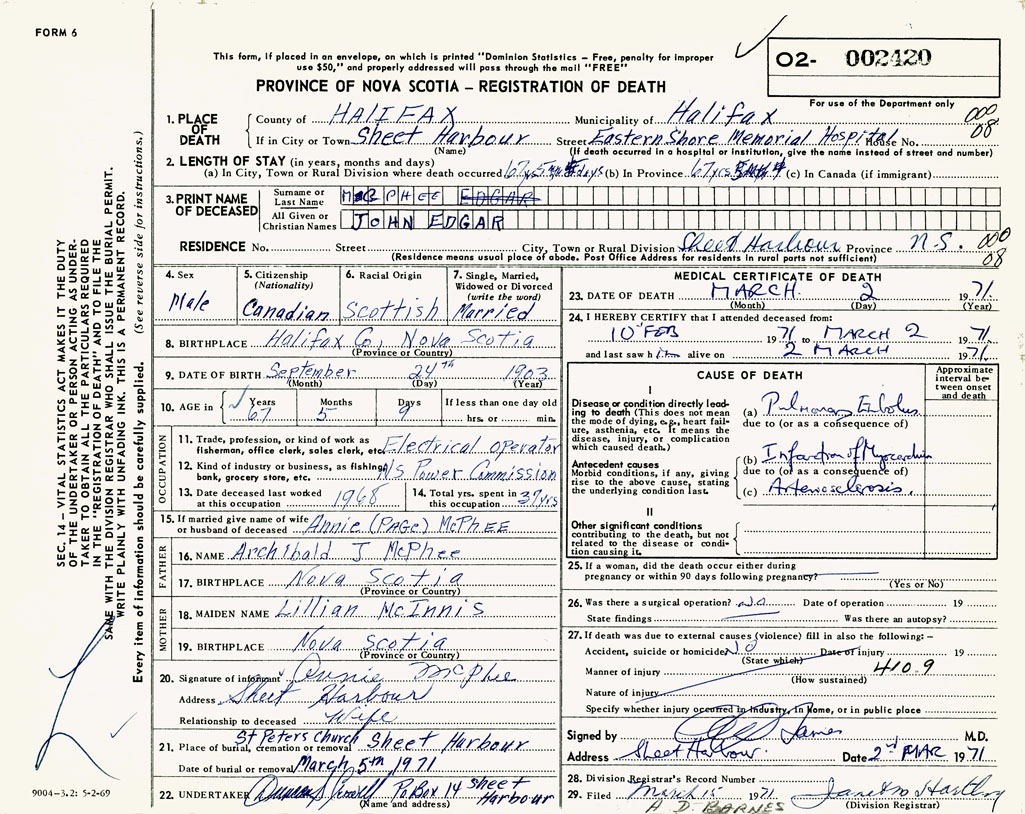 FORM 6
This form, if placed in an envelope, on which is printed "Dominion Statistics – Free, penalty for improper
use $50," and properly addressed will pass through the mail "FREE"
O2- 002420
For use of the Department only
PROVINCE OF NOVA SCOTIA – REGISTRATION OF DEATH
1. PLACE OF DEATH
County of HALIFAX Municipality of Halifax 000
If in City or Town Sheet Harbour Street Eastern Shore Memorial Hospital House No. 08
(Name) (If death occurred in a hospital or institution, give the name instead of street and number)
2. LENGTH OF STAY (in years, months and days)
(a) In City, Town or Rural Division where death occurred 67yrs days (b) In Province 67yrs (c) In Canada (if immigrant)
3. PRINT NAME OF DECEASED
Surname or Last Name McPHEE EDGAR
All Given or Christian Names JOHN EDGAR
RESIDENCE No. Street City, Town or Rural Division Sheet Harbour Province N.S. 000
(Residence means usual place of abode. Post Office Address for residents in rural parts not sufficient) 08
4. Sex Male
5. Citizenship (Nationality) Canadian
6. Racial Origin Scottish
7. Single, Married, Widowed or Divorced (write the word) Married
8. BIRTHPLACE Halifax Co, Nova Scotia
(Province or Country)
9. DATE OF BIRTH September 24th 1903
(Month) (Day) (Year)
10. AGE in Years Months Days If less than one day old
67 5 9 hrs. or min.
OCCUPATION
11. Trade, profession, or kind of work as
fisherman, office clerk, sales clerk, etc. Electrical operator
12. Kind of industry or business, as fishing,
bank, grocery store, etc. N/s Power Commission
13. Date deceased last worked
at this occupation 1968
14. Total yrs. spent in
this occupation 37yrs
15. If married give name of wife
or husband of deceased Annie (PAGE) McPHEE
FATHER
16. NAME Archibald J McPhee
17. BIRTHPLACE Nova Scotia
(Province or Country)
MOTHER
18. MAIDEN NAME Lillian McInnis
19. BIRTHPLACE Nova Scotia
(Province or Country)
20. Signature of informant Annie McPhee
Address Sheet Harbour
Relationship to deceased Wife
21. Place of burial, cremation or removal St Peters Church Sheet Harbour
Date of burial or removal March 5th 1971
22. UNDERTAKER PO Box 14 Sheet Harbour
(Name and address)
MEDICAL CERTIFICATE OF DEATH
23. DATE OF DEATH MARCH 2 1971
(Month) (Day) (Year)
24. I HEREBY CERTIFY that I attended deceased from:
10 FEB 1971 to MARCH 2 1971
and last saw him alive on 2 MARCH 1971
CAUSE OF DEATH
Approximate interval between onset and death
I
Disease or condition directly leading
to death (This does not mean
the mode of dying, e.g., heart failure,
asthenia, etc. It means the
disease, injury, or complication
which caused death.)
(a) Pulmonary Embolus
due to (or as a consequence of)
Antecedent causes
Morbid conditions, if any, giving
rise to the above cause, stating
the underlying condition last.
(b) Infarction of Myocardium
due to (or as a consequence of)
(c) Arteriosclerosis
II
Other significant conditions
contributing to the death, but not
related to the disease or condition
causing it.
25. If a woman, did the death occur either during
pregnancy or within 90 days following pregnancy?
(Yes or No)
26. Was there a surgical operation? No Date of operation 19
State findings Was there an autopsy?
27. If death was due to external causes (violence) fill in also the following: –
Accident, suicide or homicide No Date of injury 19
(State which)
Manner of injury 410.9
(How sustained)
Nature of injury
Specify whether injury occurred in Industry, in Home, or in public place
Signed by James M.D.
Address Sheet Harbour. Date 2nd MAR 1971
28. Division Registrar's Record Number
29. Filed March 15 1971
(Division Registrar)
A D. BARNES
SEC. 14 – VITAL STATISTICS ACT MAKES IT THE DUTY
OF THE UNDERTAKER OR PERSON ACTING AS UNDERTAKER
TO OBTAIN ALL THE PARTICULARS REQUIRED
IN THE "REGISTRATION OF DEATH" AND TO FILE THE
SAME WITH THE DIVISION REGISTRAR WHO SHALL ISSUE THE BURIAL PERMIT.
WRITE PLAINLY WITH UNFADING INK. THIS IS A PERMANENT RECORD.
Every item of information should be carefully supplied. (See reverse side for instructions.)
9004–3.2: 5-2-69